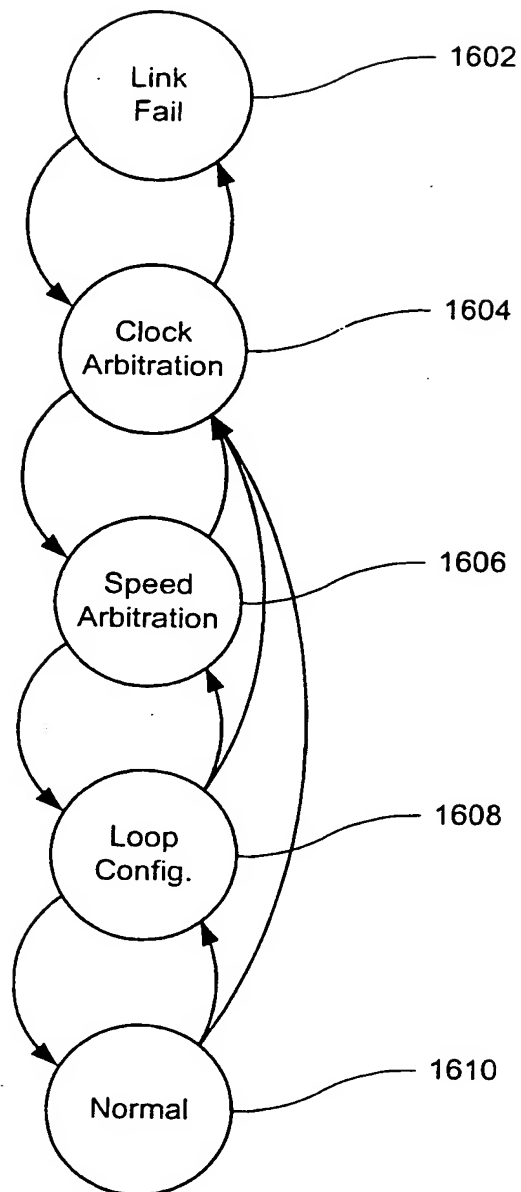 Link
Fail
1602
Clock
Arbitration
1604
Speed
Arbitration
1606
Loop
Config.
1608
Normal
1610